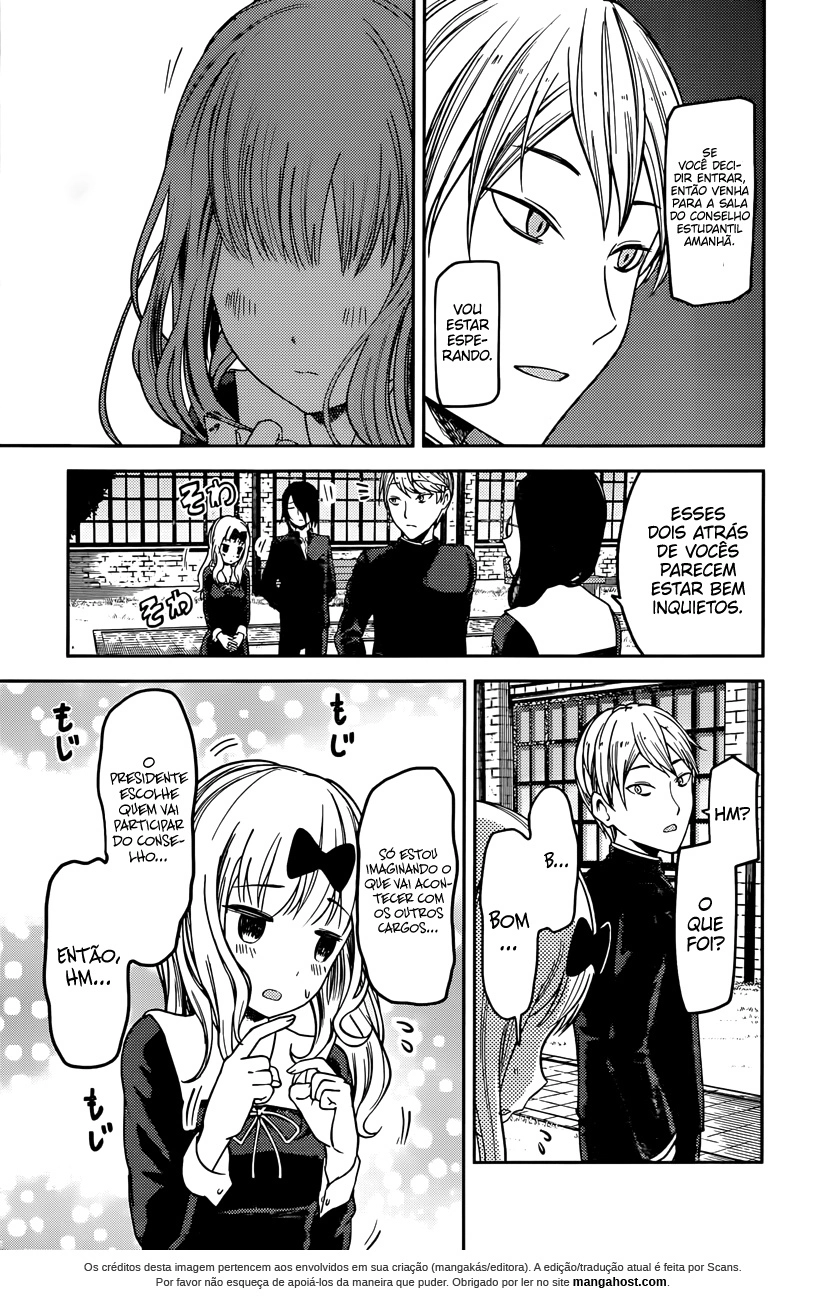 SE
VOCÊ DECI-
DIR ENTRAR,
ENTÃO VENHA
PARA A SALA
DO CONSELHO
ESTUDANTIL
AMANHÃ.
VOU
ESTAR
ESPE-
RANDO.
ESSES
DOIS ATRÁS
DE VOCÊS
PARECEM
ESTAR BEM
INQUIETOS.
そわ
そわ
HM?
O
QUE
FOI?
B...
BOM
...
もじ
もじ
SÓ ESTOU
IMAGINANDO O
QUE VAI ACON-
TECER COM
OS OUTROS
CARGOS...
O
PRESIDENTE
ESCOLHE
QUEM VAI
PARTICIPAR
DO CONSE-
LHO...
ENTÃO,
HM...
もじ
Os créditos desta imagem pertencem aos envolvidos em sua criação (mangakás/editora). A edição/tradução atual é feita por Scans.
Por favor não esqueça de apoiá-los da maneira que puder. Obrigado por ler no site mangahost.com.